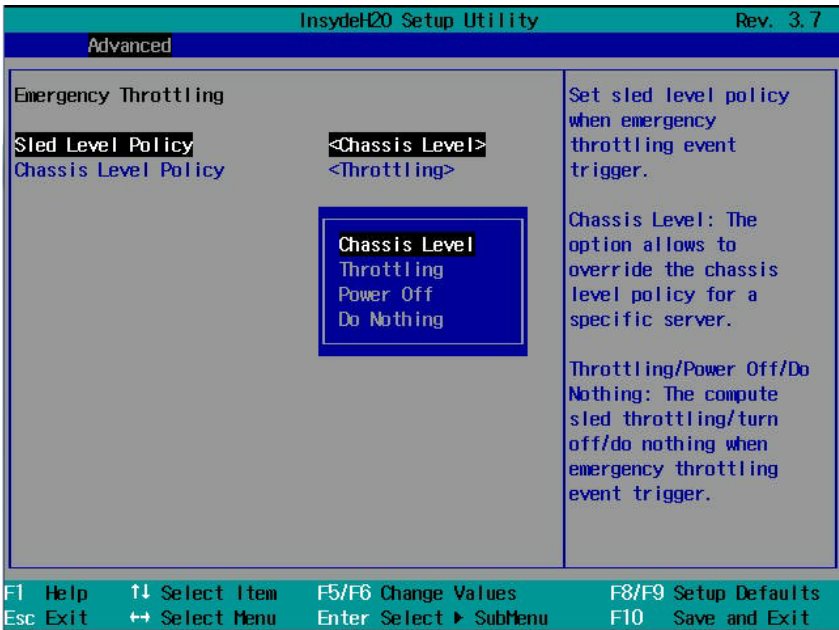 InsydeH2O Setup Utility Rev. 3.7
Advanced
Emergency Throttling
Sled Level Policy <Chassis Level>
Chassis Level Policy <Throttling>
Chassis Level
Throttling
Power Off
Do Nothing
Set sled level policy
when emergency
throttling event
trigger.
Chassis Level: The
option allows to
override the chassis
level policy for a
specific server.
Throttling/Power Off/Do
Nothing: The compute
sled throttling/turn
off/do nothing when
emergency throttling
event trigger.
F1 Help ↑↓ Select Item F5/F6 Change Values F8/F9 Setup Defaults
Esc Exit ↔ Select Menu Enter Select ▶ SubMenu F10 Save and Exit